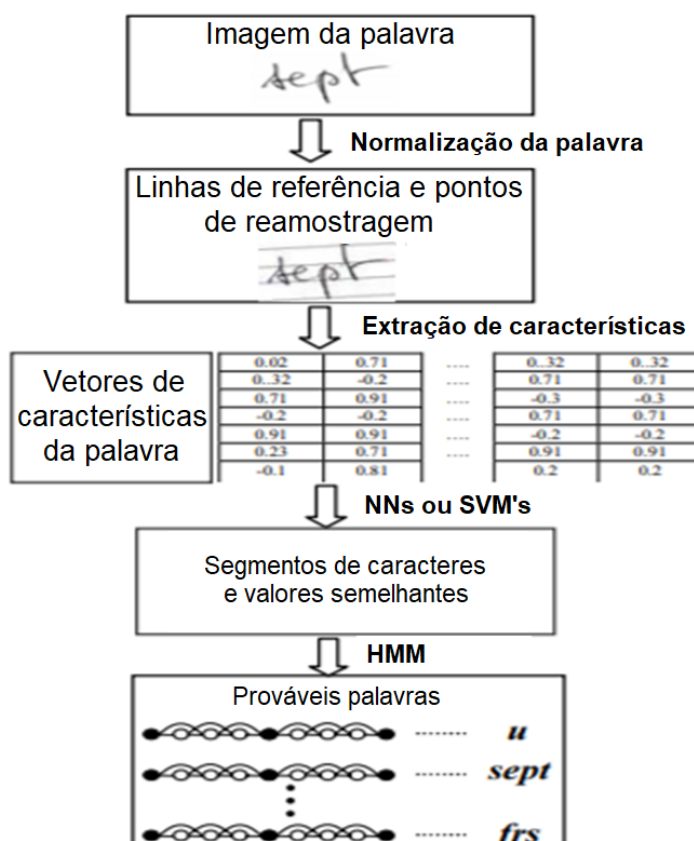 Imagem da palavra
sept
Normalização da palavra
Linhas de referência e pontos
de reamostragem
sept
Extração de características
Vetores de
características
da palavra
0.02 0.71 ---- 0..32 0..32
0..32 -0.2 ---- 0.71 0.71
0.71 0.91 ---- -0.3 -0.3
-0.2 -0.2 ---- 0.71 0.71
0.91 0.91 ---- -0.2 -0.2
0.23 0.71 ---- 0.91 0.91
-0.1 0.81 0.2 0.2
NNs ou SVM's
Segmentos de caracteres
e valores semelhantes
HMM
Prováveis palavras
........ u
........ sept
........ frs